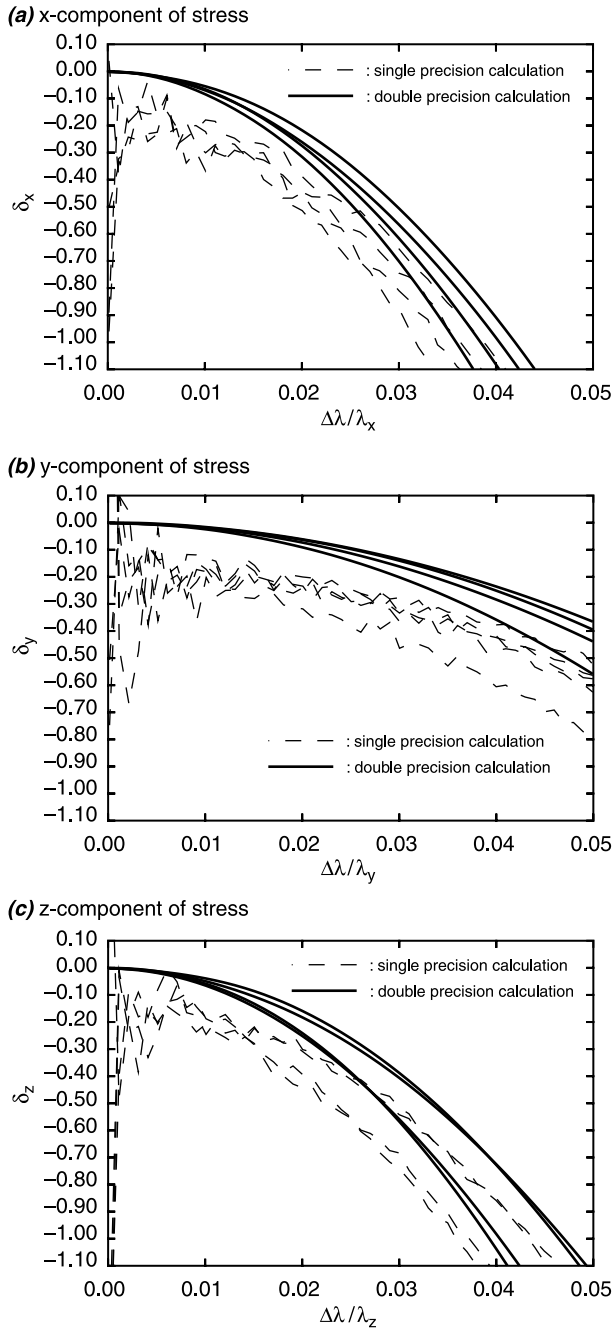 (a) x-component of stress
0.10
0.00
−0.10
−0.20
−0.30
−0.40
−0.50
−0.60
−0.70
−0.80
−0.90
−1.00
−1.10
δx
: single precision calculation
: double precision calculation
0.00 0.01 0.02 0.03 0.04 0.05
Δλ/λx
(b) y-component of stress
0.10
0.00
−0.10
−0.20
−0.30
−0.40
−0.50
−0.60
−0.70
−0.80
−0.90
−1.00
−1.10
δy
: single precision calculation
: double precision calculation
0.00 0.01 0.02 0.03 0.04 0.05
Δλ/λy
(c) z-component of stress
0.10
0.00
−0.10
−0.20
−0.30
−0.40
−0.50
−0.60
−0.70
−0.80
−0.90
−1.00
−1.10
δz
: single precision calculation
: double precision calculation
0.00 0.01 0.02 0.03 0.04 0.05
Δλ/λz